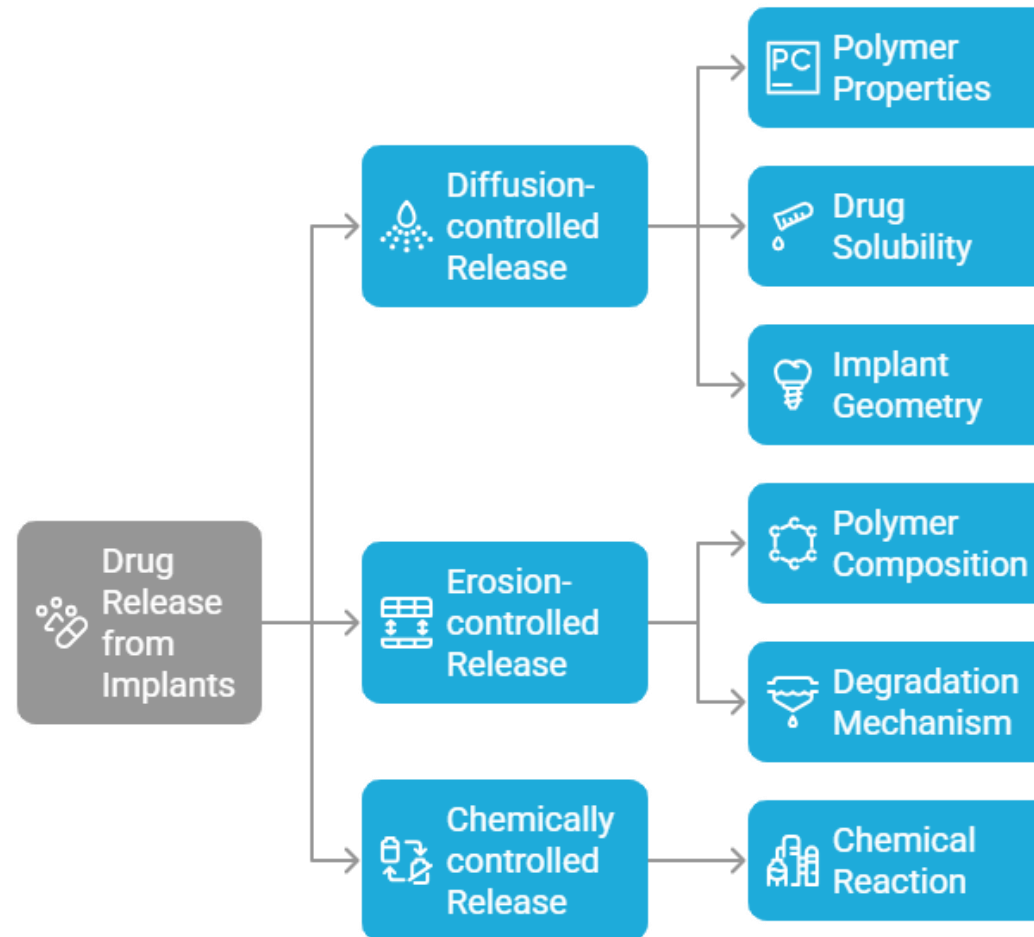 Polymer
Properties
PC
Diffusion-
controlled
Release
Drug
Solubility
Implant
Geometry
Drug
Release
from
Implants
Erosion-
controlled
Release
Polymer
Composition
Degradation
Mechanism
Chemically
controlled
Release
Chemical
Reaction